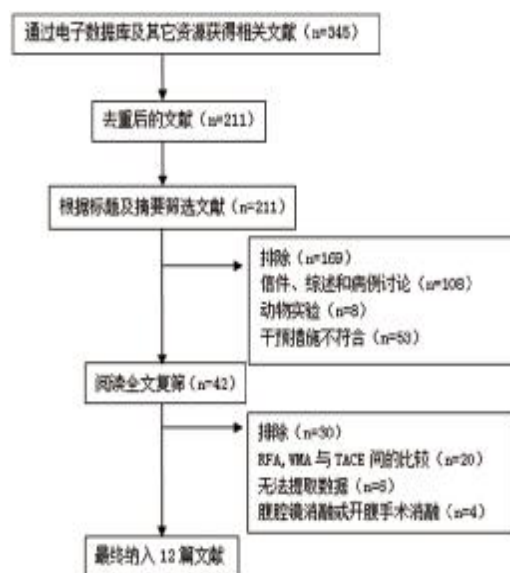 通过电子数据库及其它资源获得相关文献（n=345）
去重后的文献（n=211）
根据标题及摘要筛选文献（n=211）
排除（n=169）
信件、综述和病例讨论（n=108）
动物实验（n=8）
干预措施不符合（n=53）
阅读全文复筛（n=42）
排除（n=30）
RFA,WMA 与 TACE 间的比较（n=20）
无法提取数据（n=6）
腹腔镜消融或开腹手术消融（n=4）
最终纳入 12 篇文献